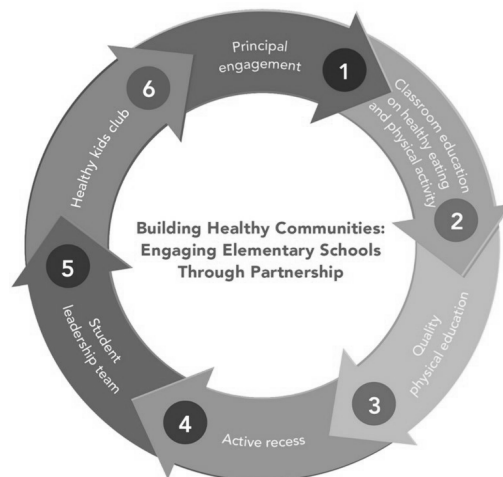 Building Healthy Communities:
Engaging Elementary Schools
Through Partnership
Principal
engagement
1
Classroom education
on healthy eating
and physical activity
2
Quality
physical education
3
Active recess
4
Student
leadership team
5
Healthy kids club
6